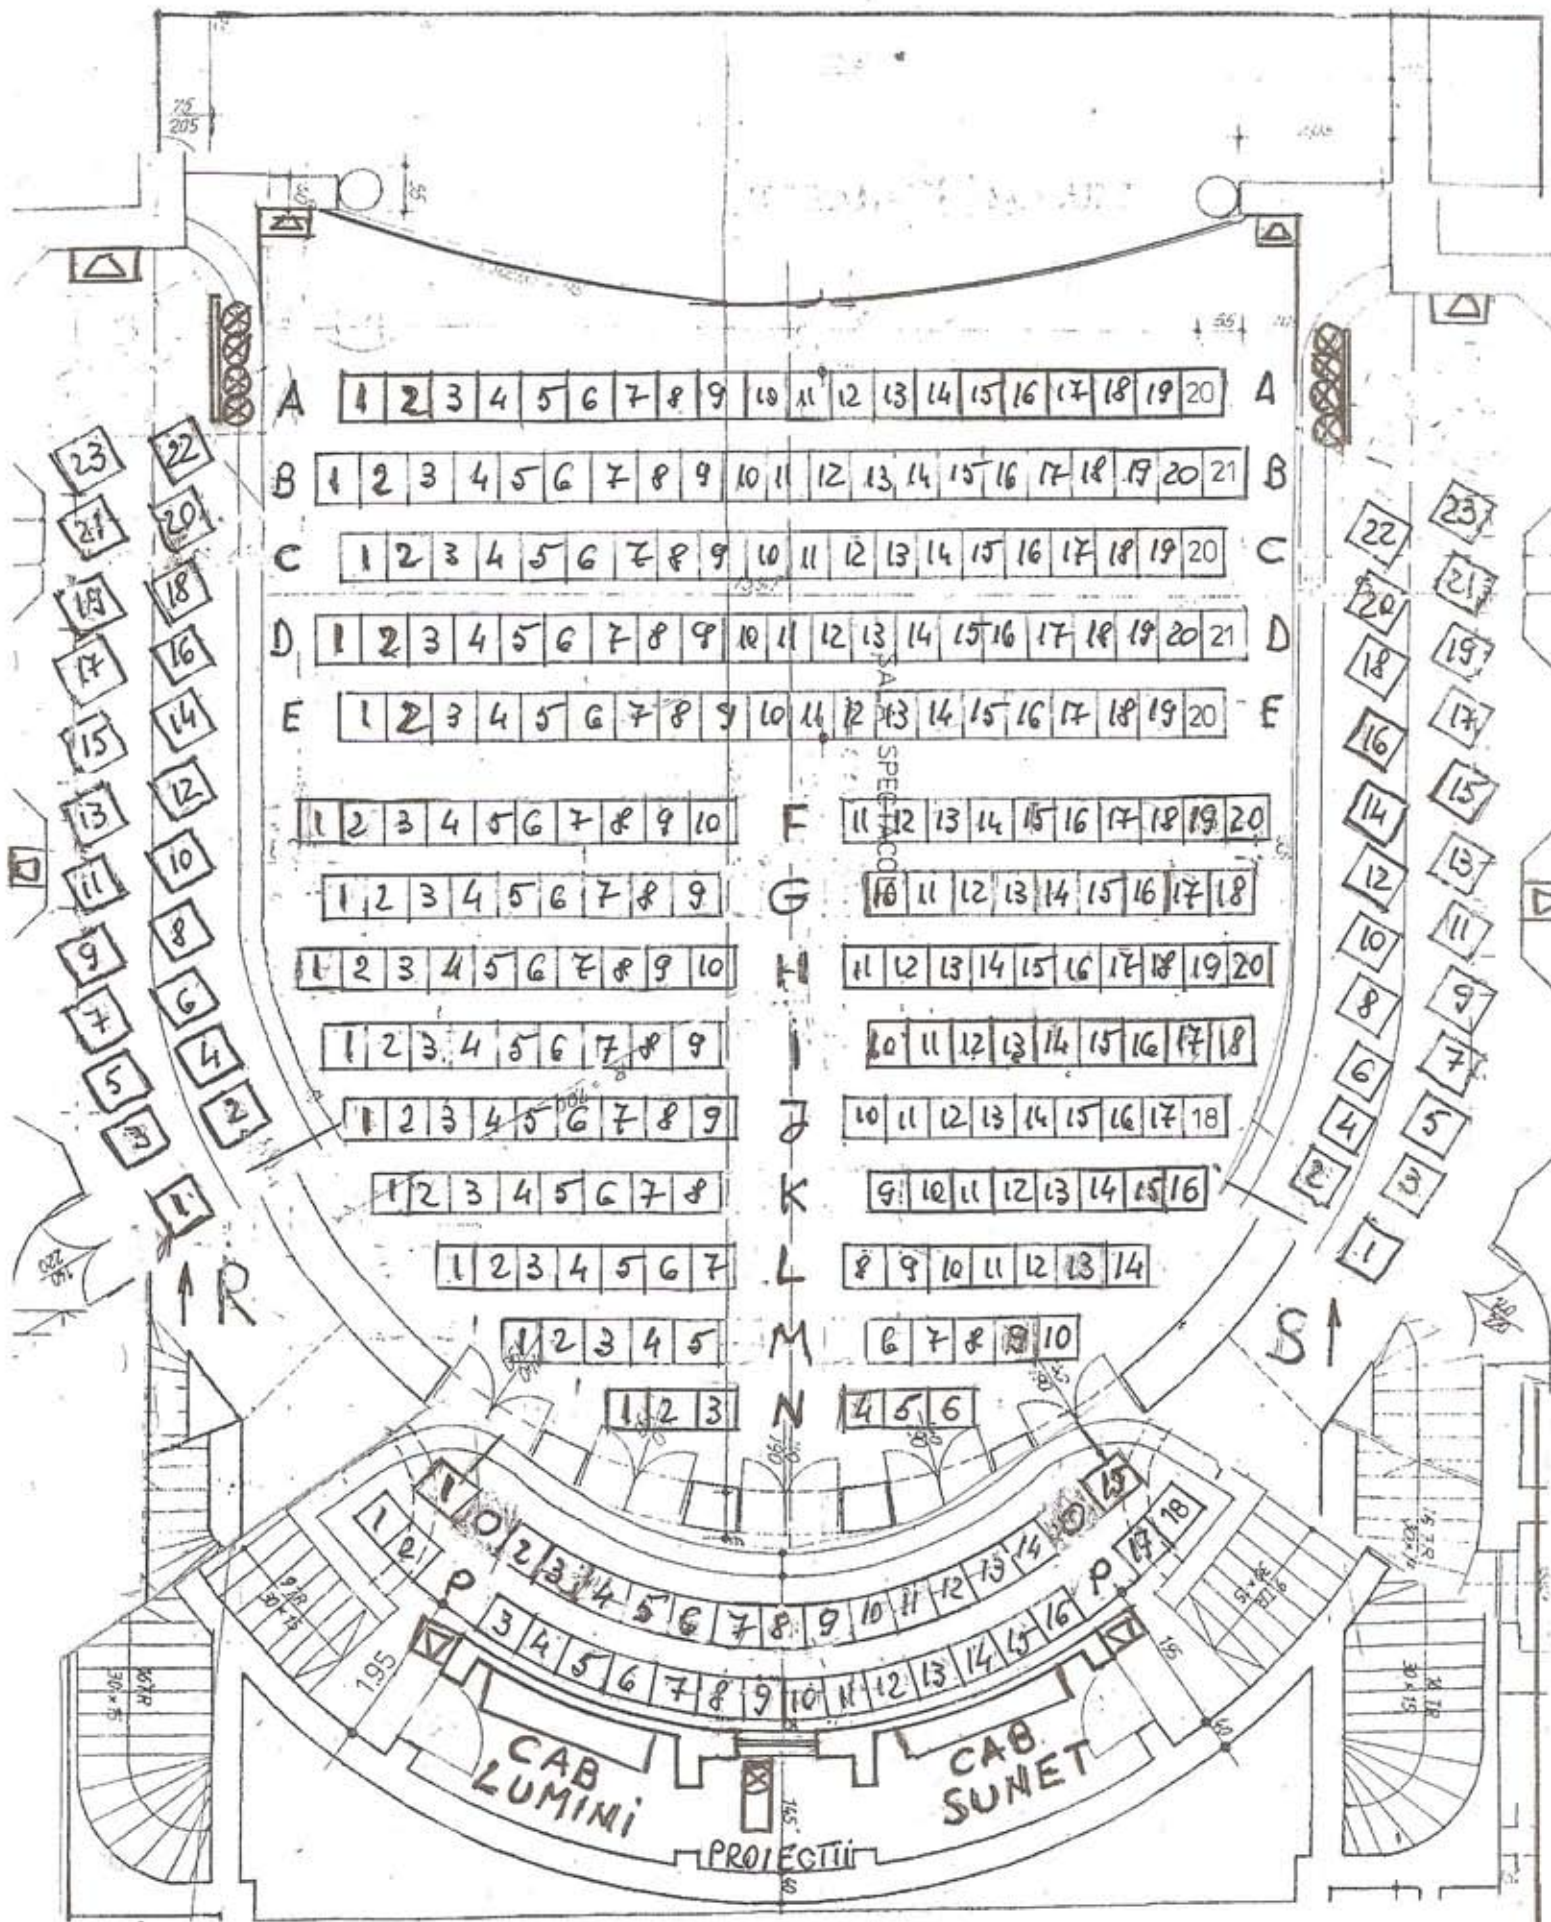 75
205
55
A 1 2 3 4 5 6 7 8 9 10 11 12 13 14 15 16 17 18 19 20 A
B 1 2 3 4 5 6 7 8 9 10 11 12 13 14 15 16 17 18 19 20 21 B
C 1 2 3 4 5 6 7 8 9 10 11 12 13 14 15 16 17 18 19 20 C
D 1 2 3 4 5 6 7 8 9 10 11 12 13 14 15 16 17 18 19 20 21 D
E 1 2 3 4 5 6 7 8 9 10 11 12 13 14 15 16 17 18 19 20 E
1 2 3 4 5 6 7 8 9 10 F 11 12 13 14 15 16 17 18 19 20
1 2 3 4 5 6 7 8 9 G 10 11 12 13 14 15 16 17 18
1 2 3 4 5 6 7 8 9 10 H 11 12 13 14 15 16 17 18 19 20
1 2 3 4 5 6 7 8 9 I 10 11 12 13 14 15 16 17 18
1 2 3 4 5 6 7 8 9 J 10 11 12 13 14 15 16 17 18
1 2 3 4 5 6 7 8 K 9 10 11 12 13 14 15 16
1 2 3 4 5 6 7 L 8 9 10 11 12 13 14
1 2 3 4 5 M 6 7 8 9 10
1 2 3 N 4 5 6
1 O 2 3 4 5 6 7 8 9 10 11 12 13 14 O 15
1 2 P 3 4 5 6 7 8 9 10 11 12 13 14 15 16 P 17 18
23 22
21 20
19 18
17 16
15 14
13 12
11 10
9 8
7 6
5 4
3 2
1
R
22 23
20 21
18 19
16 17
14 15
12 13
10 11
8 9
6 7
4 5
2 3
1
S
195
CAB
LUMINI
CAB
SUNET
PROIECTII